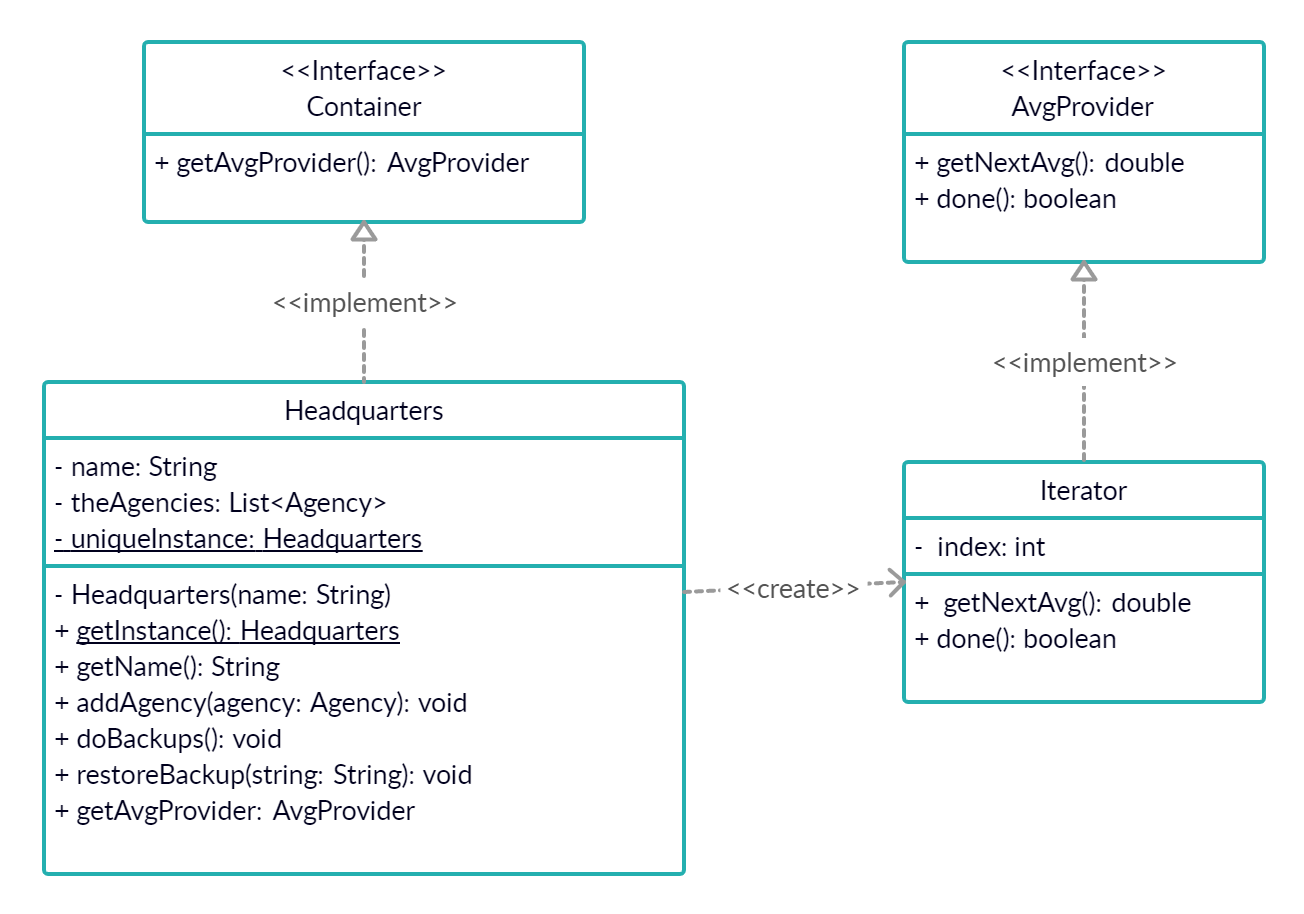 <<Interface>>
Container
+ getAvgProvider(): AvgProvider
<<implement>>
Headquarters
- name: String
- theAgencies: List<Agency>
- uniqueInstance: Headquarters
- Headquarters(name: String)
+ getInstance(): Headquarters
+ getName(): String
+ addAgency(agency: Agency): void
+ doBackups(): void
+ restoreBackup(string: String): void
+ getAvgProvider: AvgProvider
<<create>>
<<Interface>>
AvgProvider
+ getNextAvg(): double
+ done(): boolean
<<implement>>
Iterator
- index: int
+ getNextAvg(): double
+ done(): boolean